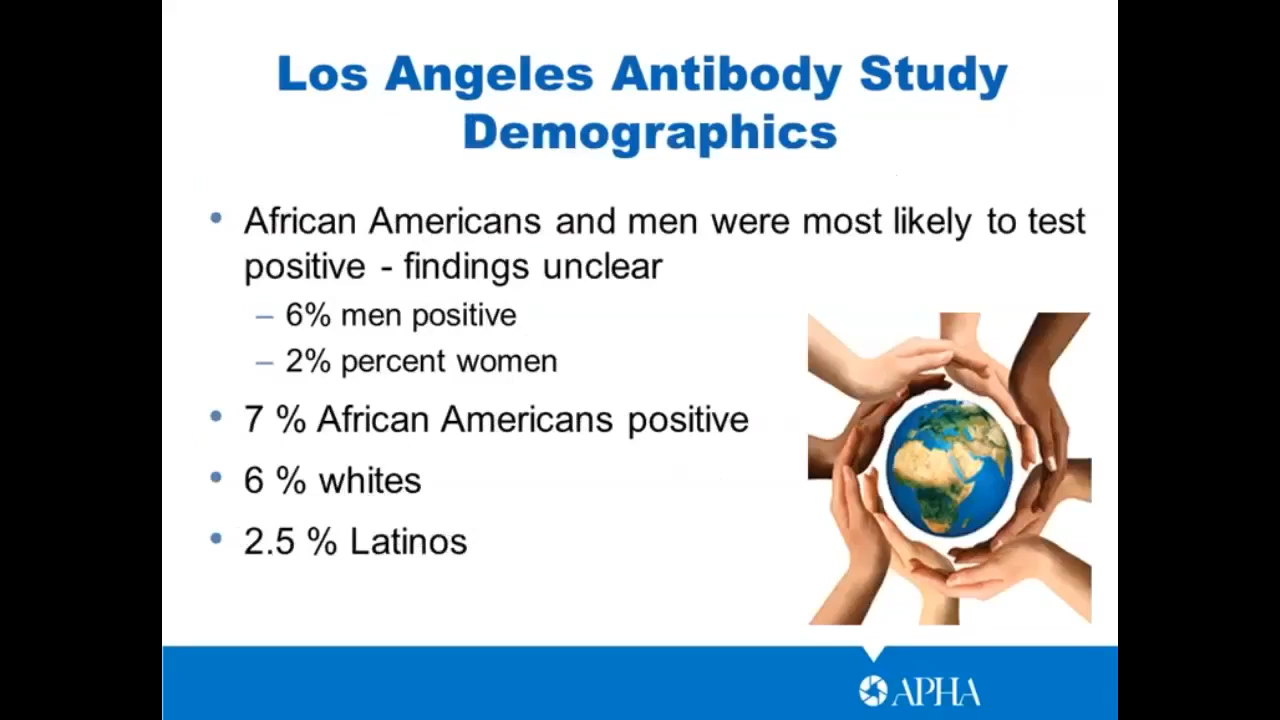 Los Angeles Antibody Study
Demographics
• African Americans and men were most likely to test
positive - findings unclear
– 6% men positive
– 2% percent women
• 7 % African Americans positive
• 6 % whites
• 2.5 % Latinos
APHA